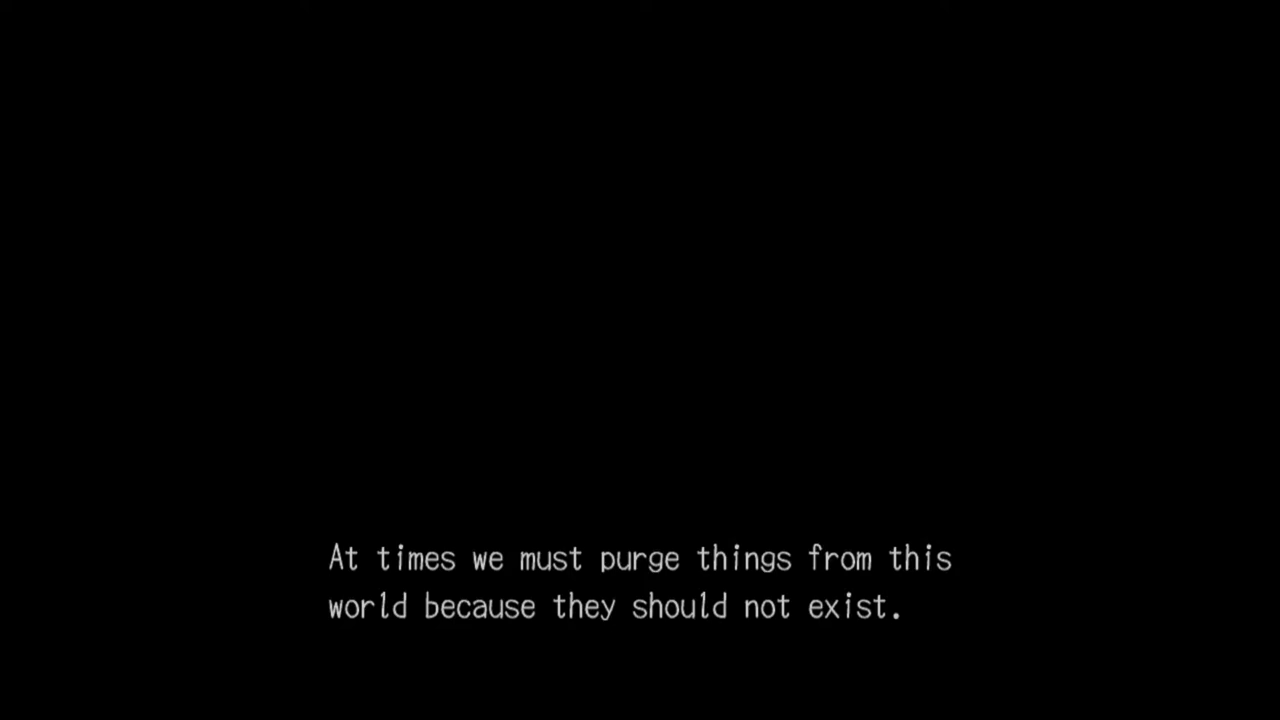 At times we must purge things from this
world because they should not exist.